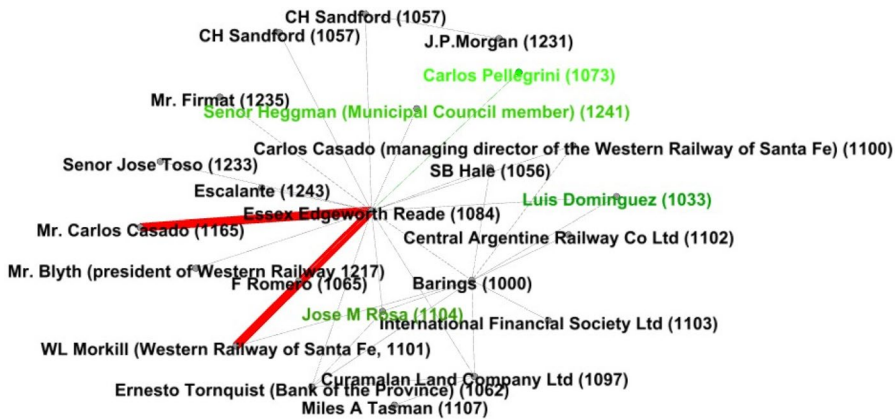 CH Sandford (1057)
CH Sandford (1057)
J.P.Morgan (1231)
Carlos Pellegrini (1073)
Mr. Firmat (1235)
Senor Heggman (Municipal Council member) (1241)
Carlos Casado (managing director of the Western Railway of Santa Fe) (1100)
Senor Jose Toso (1233)
SB Hale (1056)
Escalante (1243)
Luis Dominguez (1033)
Essex Edgeworth Reade (1084)
Mr. Carlos Casado (1165)
Central Argentine Railway Co Ltd (1102)
Mr. Blyth (president of Western Railway 1217)
F Romero (1065)
Barings (1000)
Jose M Rosa (1104)
International Financial Society Ltd (1103)
WL Morkill (Western Railway of Santa Fe, 1101)
Curamalan Land Company Ltd (1097)
Ernesto Tornquist (Bank of the Province) (1062)
Miles A Tasman (1107)